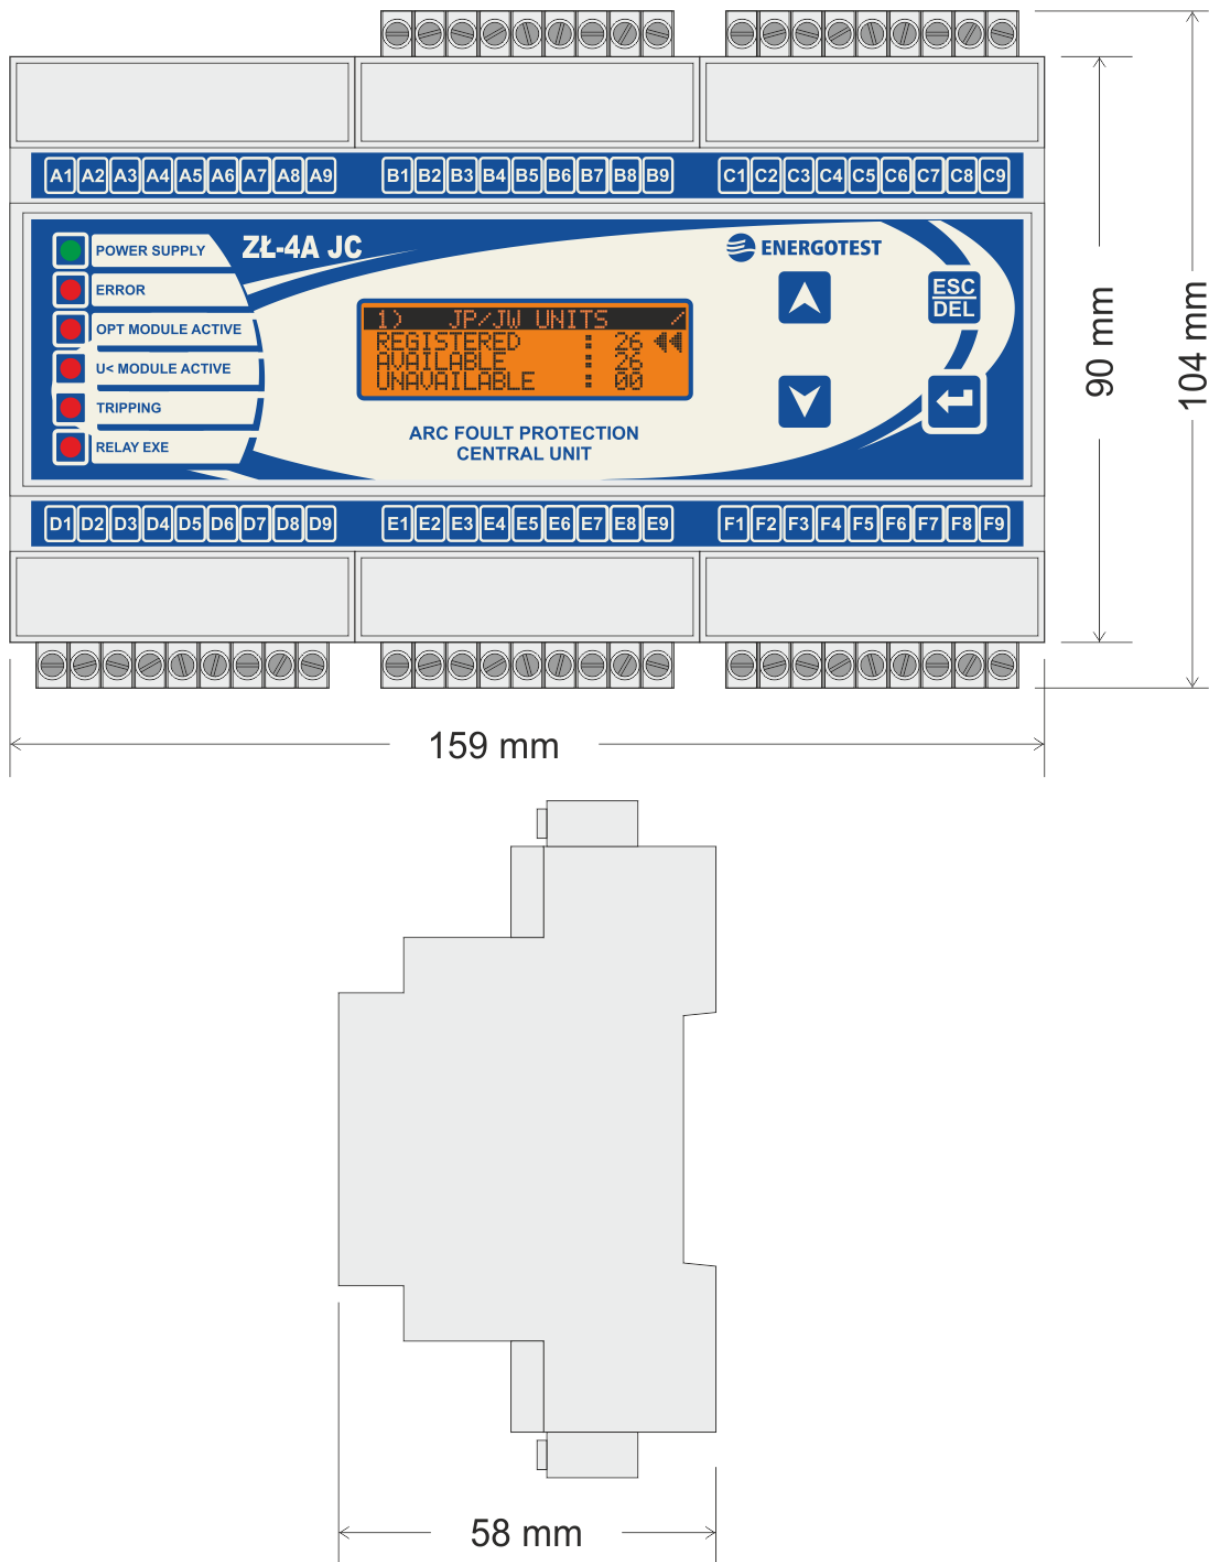 A1 A2 A3 A4 A5 A6 A7 A8 A9 B1 B2 B3 B4 B5 B6 B7 B8 B9 C1 C2 C3 C4 C5 C6 C7 C8 C9
POWER SUPPLY
ERROR
OPT MODULE ACTIVE
U< MODULE ACTIVE
TRIPPING
RELAY EXE
ZŁ-4A JC
1) JP/JW UNITS /
REGISTERED : 26
AVAILABLE : 26
UNAVAILABLE : 00
ARC FOULT PROTECTION
CENTRAL UNIT
ENERGOTEST
ESC
DEL
D1 D2 D3 D4 D5 D6 D7 D8 D9 E1 E2 E3 E4 E5 E6 E7 E8 E9 F1 F2 F3 F4 F5 F6 F7 F8 F9
90 mm
104 mm
159 mm
58 mm